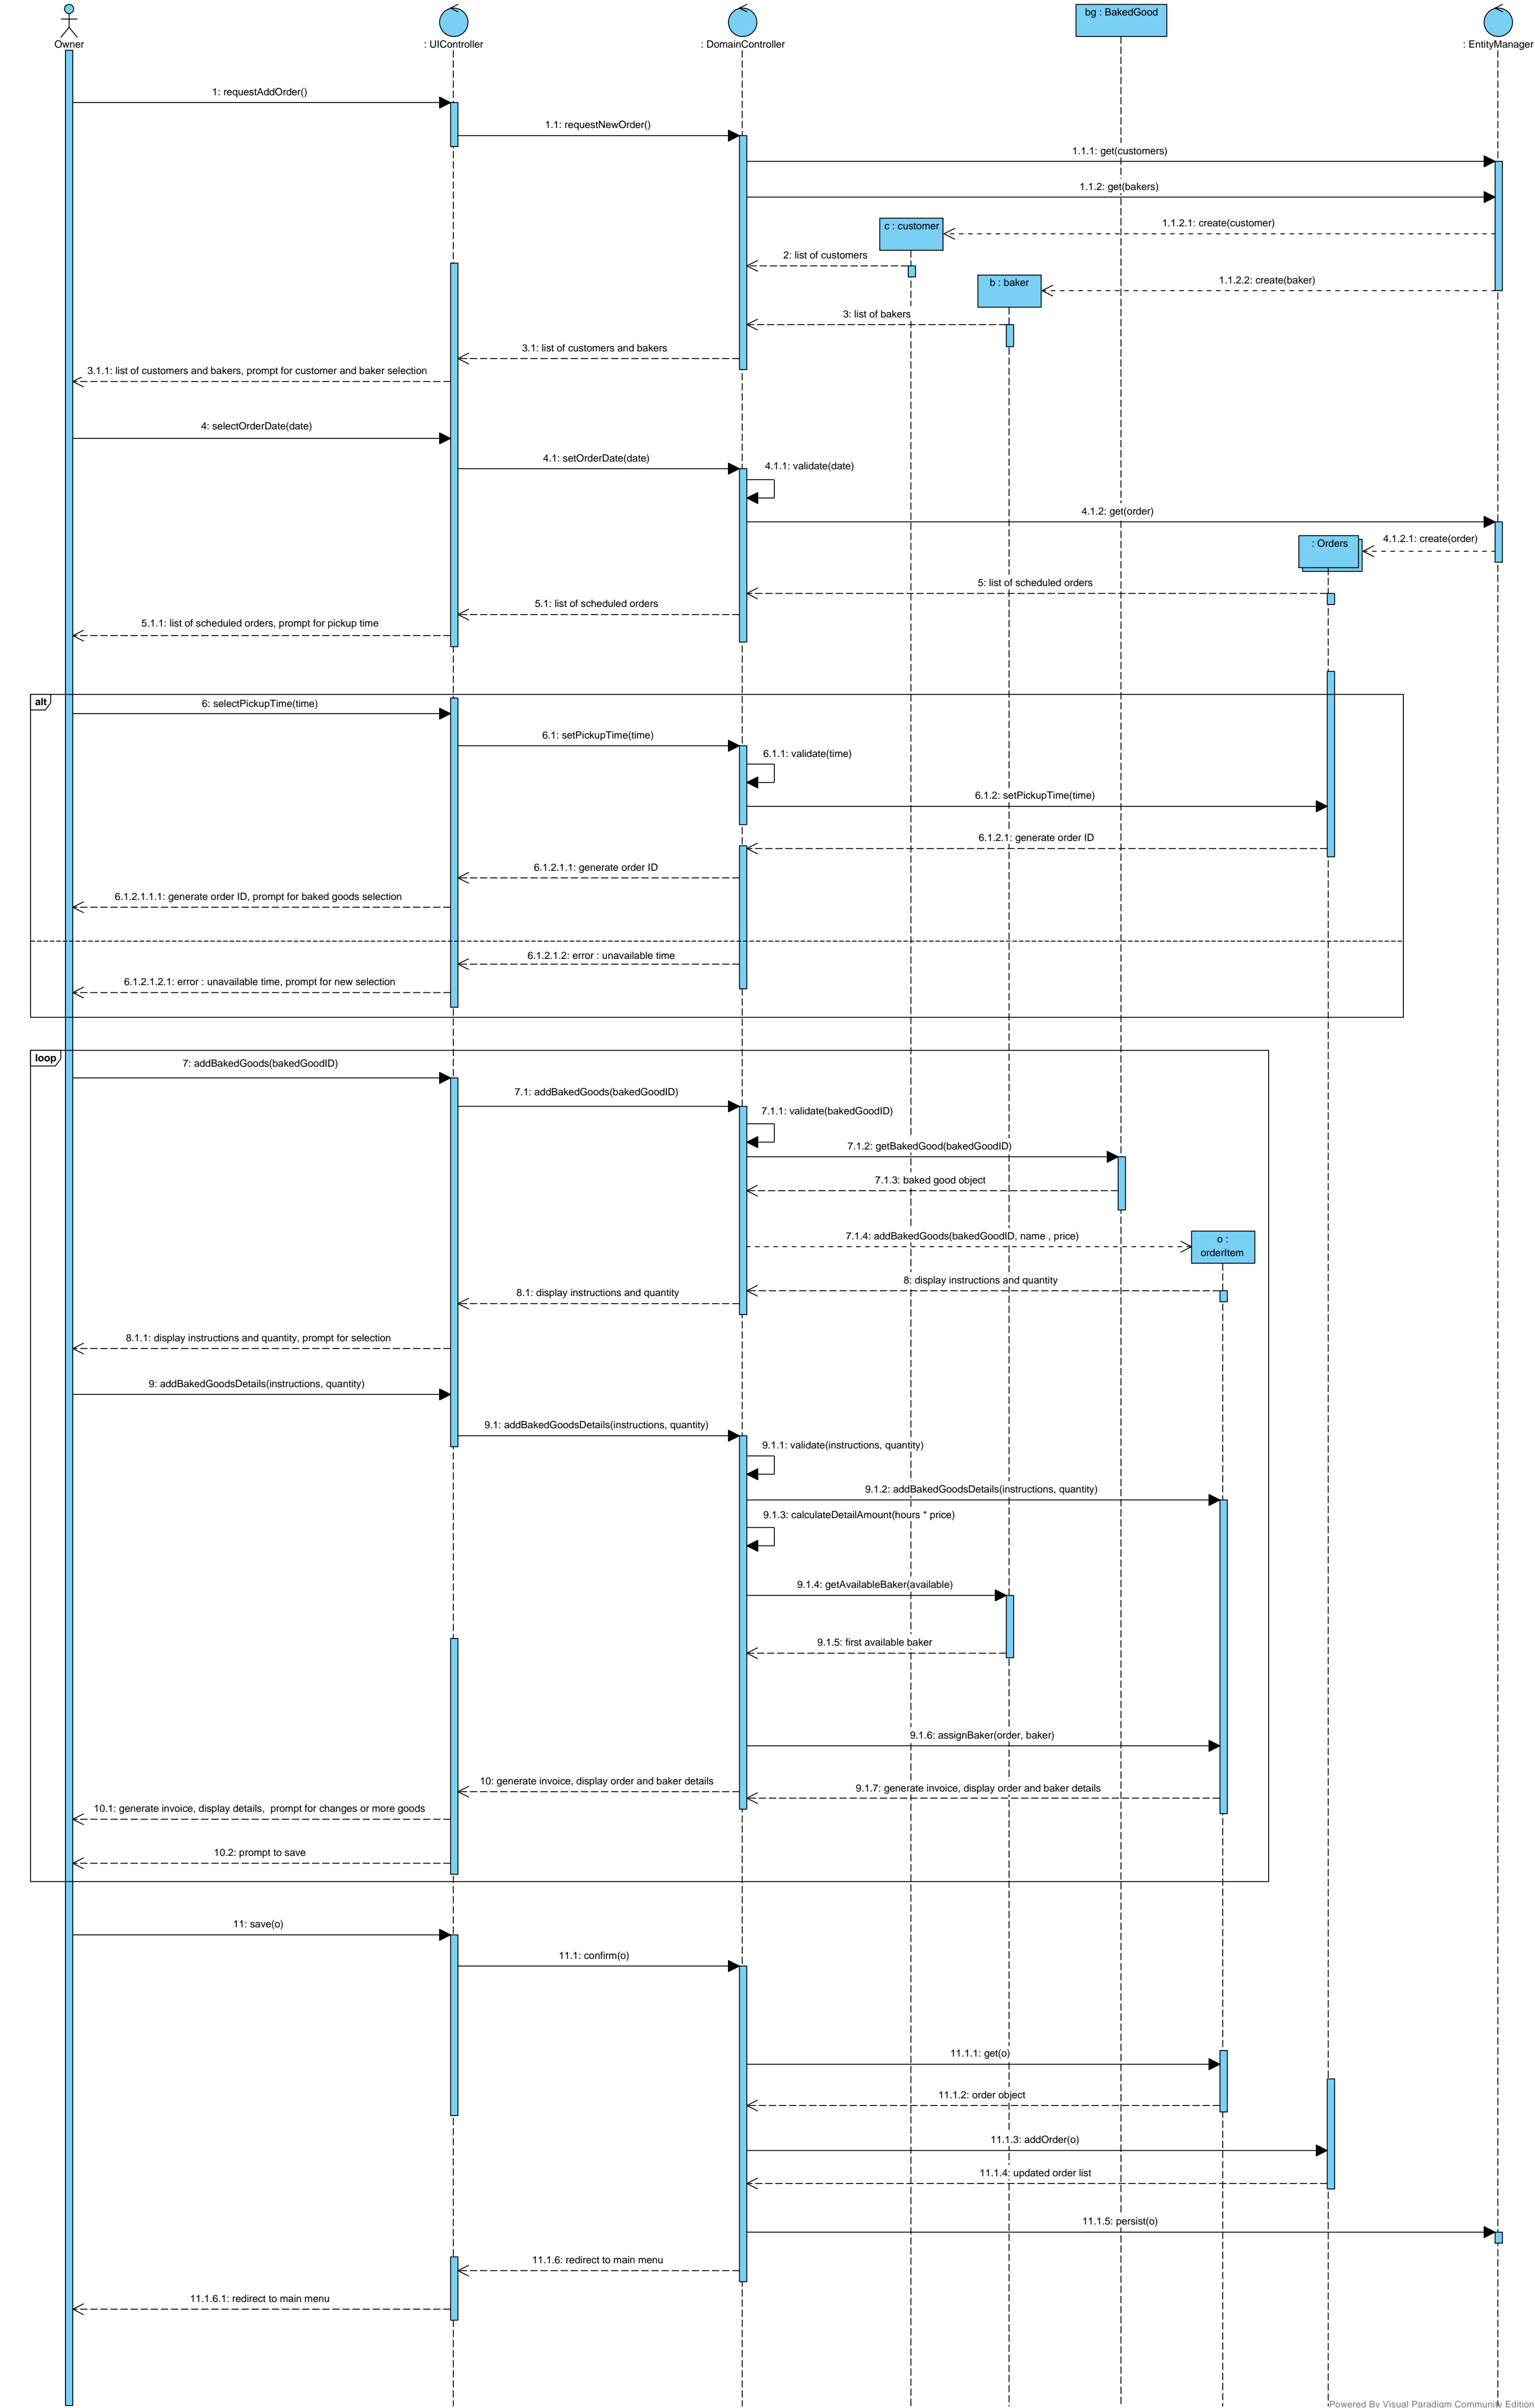 bg : BakedGood
Owner
: UIController
: DomainController
: EntityManager
1: requestAddOrder()
1.1: requestNewOrder()
1.1.1: get(customers)
1.1.2: get(bakers)
c : customer
1.1.2.1: create(customer)
2: list of customers
b : baker
1.1.2.2: create(baker)
3: list of bakers
3.1: list of customers and bakers
3.1.1: list of customers and bakers, prompt for customer and baker selection
4: selectOrderDate(date)
4.1: setOrderDate(date)
4.1.1: validate(date)
4.1.2: get(order)
: Orders
4.1.2.1: create(order)
5: list of scheduled orders
5.1: list of scheduled orders
5.1.1: list of scheduled orders, prompt for pickup time
alt
6: selectPickupTime(time)
6.1: setPickupTime(time)
6.1.1: validate(time)
6.1.2: setPickupTime(time)
6.1.2.1: generate order ID
6.1.2.1.1: generate order ID
6.1.2.1.1.1: generate order ID, prompt for baked goods selection
6.1.2.1.2: error : unavailable time
6.1.2.1.2.1: error : unavailable time, prompt for new selection
loop
7: addBakedGoods(bakedGoodID)
7.1: addBakedGoods(bakedGoodID)
7.1.1: validate(bakedGoodID)
7.1.2: getBakedGood(bakedGoodID)
7.1.3: baked good object
7.1.4: addBakedGoods(bakedGoodID, name , price)
o :
orderItem
8: display instructions and quantity
8.1: display instructions and quantity
8.1.1: display instructions and quantity, prompt for selection
9: addBakedGoodsDetails(instructions, quantity)
9.1: addBakedGoodsDetails(instructions, quantity)
9.1.1: validate(instructions, quantity)
9.1.2: addBakedGoodsDetails(instructions, quantity)
9.1.3: calculateDetailAmount(hours * price)
9.1.4: getAvailableBaker(available)
9.1.5: first available baker
9.1.6: assignBaker(order, baker)
10: generate invoice, display order and baker details
9.1.7: generate invoice, display order and baker details
10.1: generate invoice, display details,  prompt for changes or more goods
10.2: prompt to save
11: save(o)
11.1: confirm(o)
11.1.1: get(o)
11.1.2: order object
11.1.3: addOrder(o)
11.1.4: updated order list
11.1.5: persist(o)
11.1.6: redirect to main menu
11.1.6.1: redirect to main menu
Powered By Visual Paradigm Community Edition